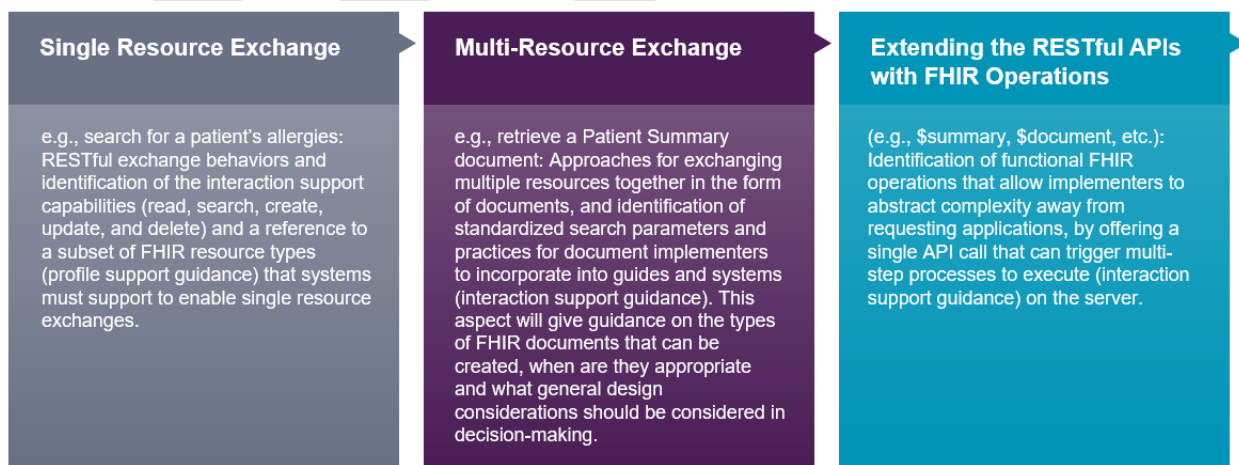 Single Resource Exchange
e.g., search for a patient's allergies:
RESTful exchange behaviors and
identification of the interaction support
capabilities (read, search, create,
update, and delete) and a reference to
a subset of FHIR resource types
(profile support guidance) that systems
must support to enable single resource
exchanges.
Multi-Resource Exchange
e.g., retrieve a Patient Summary
document: Approaches for exchanging
multiple resources together in the form
of documents, and identification of
standardized search parameters and
practices for document implementers
to incorporate into guides and systems
(interaction support guidance). This
aspect will give guidance on the types
of FHIR documents that can be
created, when are they appropriate
and what general design
considerations should be considered in
decision-making.
Extending the RESTful APIs
with FHIR Operations
(e.g., $summary, $document, etc.):
Identification of functional FHIR
operations that allow implementers to
abstract complexity away from
requesting applications, by offering a
single API call that can trigger multi-
step processes to execute (interaction
support guidance) on the server.